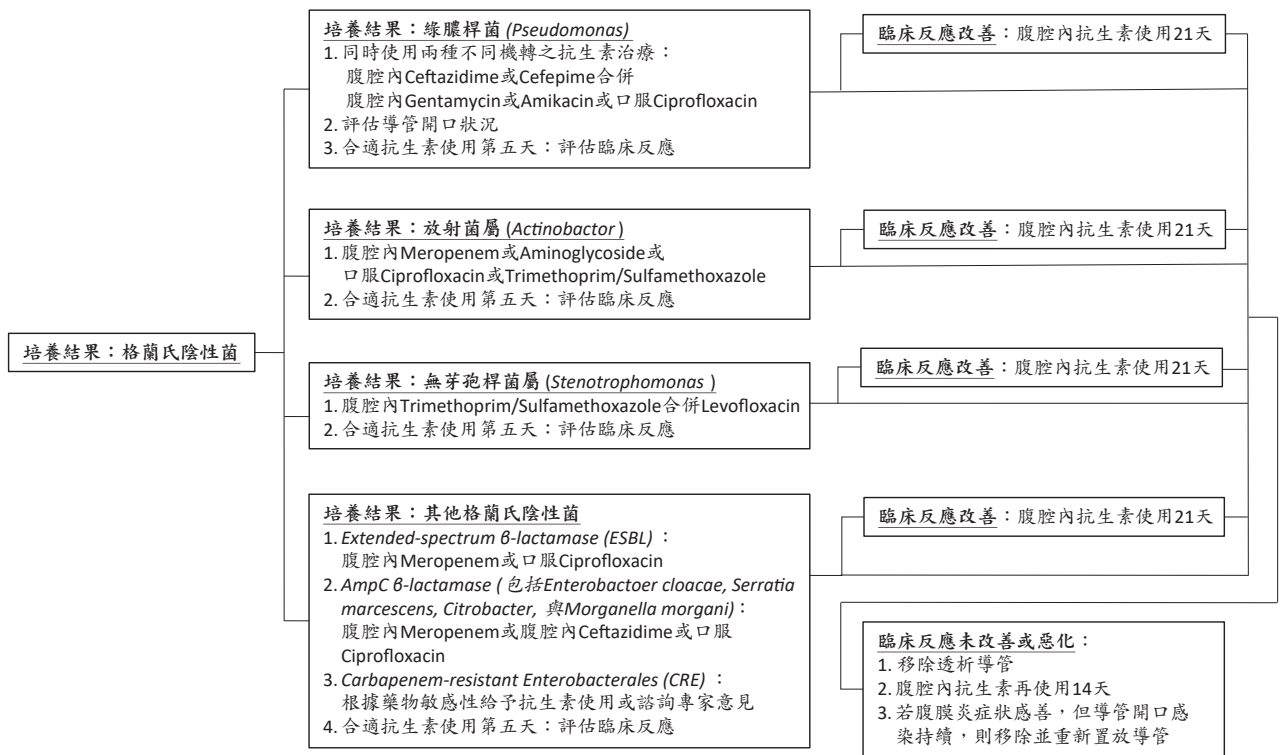 培養結果：格蘭氏陰性菌
培養結果：綠膿桿菌 (Pseudomonas)
1. 同時使用兩種不同機轉之抗生素治療：
腹腔內Ceftazidime或Cefepime合併
腹腔內Gentamycin或Amikacin或口服Ciprofloxacin
2. 評估導管開口狀況
3. 合適抗生素使用第五天：評估臨床反應
臨床反應改善：腹腔內抗生素使用21天
培養結果：放射菌屬 (Actinobactor)
1. 腹腔內Meropenem或Aminoglycoside或
口服Ciprofloxacin或Trimethoprim/Sulfamethoxazole
2. 合適抗生素使用第五天：評估臨床反應
臨床反應改善：腹腔內抗生素使用21天
培養結果：無芽孢桿菌屬 (Stenotrophomonas )
1. 腹腔內Trimethoprim/Sulfamethoxazole合併Levofloxacin
2. 合適抗生素使用第五天：評估臨床反應
臨床反應改善：腹腔內抗生素使用21天
培養結果：其他格蘭氏陰性菌
1. Extended-spectrum β-lactamase (ESBL) ：
腹腔內Meropenem或口服Ciprofloxacin
2. AmpC β-lactamase ( 包括Enterobactoer cloacae, Serratia
marcescens, Citrobacter, 與Morganella morgani)：
腹腔內Meropenem或腹腔內Ceftazidime或口服
Ciprofloxacin
3. Carbapenem-resistant Enterobacterales (CRE) ：
根據藥物敏感性給予抗生素使用或諮詢專家意見
4. 合適抗生素使用第五天：評估臨床反應
臨床反應改善：腹腔內抗生素使用21天
臨床反應未改善或惡化：
1. 移除透析導管
2. 腹腔內抗生素再使用14天
3. 若腹膜炎症狀感善，但導管開口感
染持續，則移除並重新置放導管